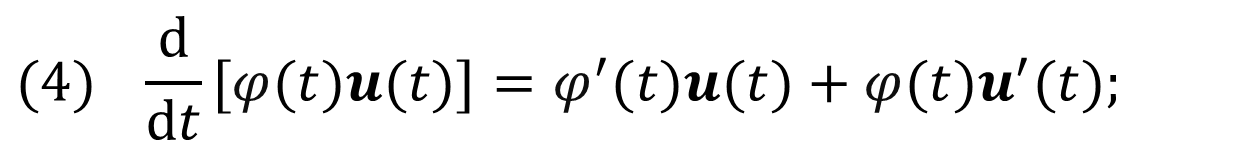 (4) d/dt [φ(t)𝒖(t)] = φ′(t)𝒖(t) + φ(t)𝒖′(t);